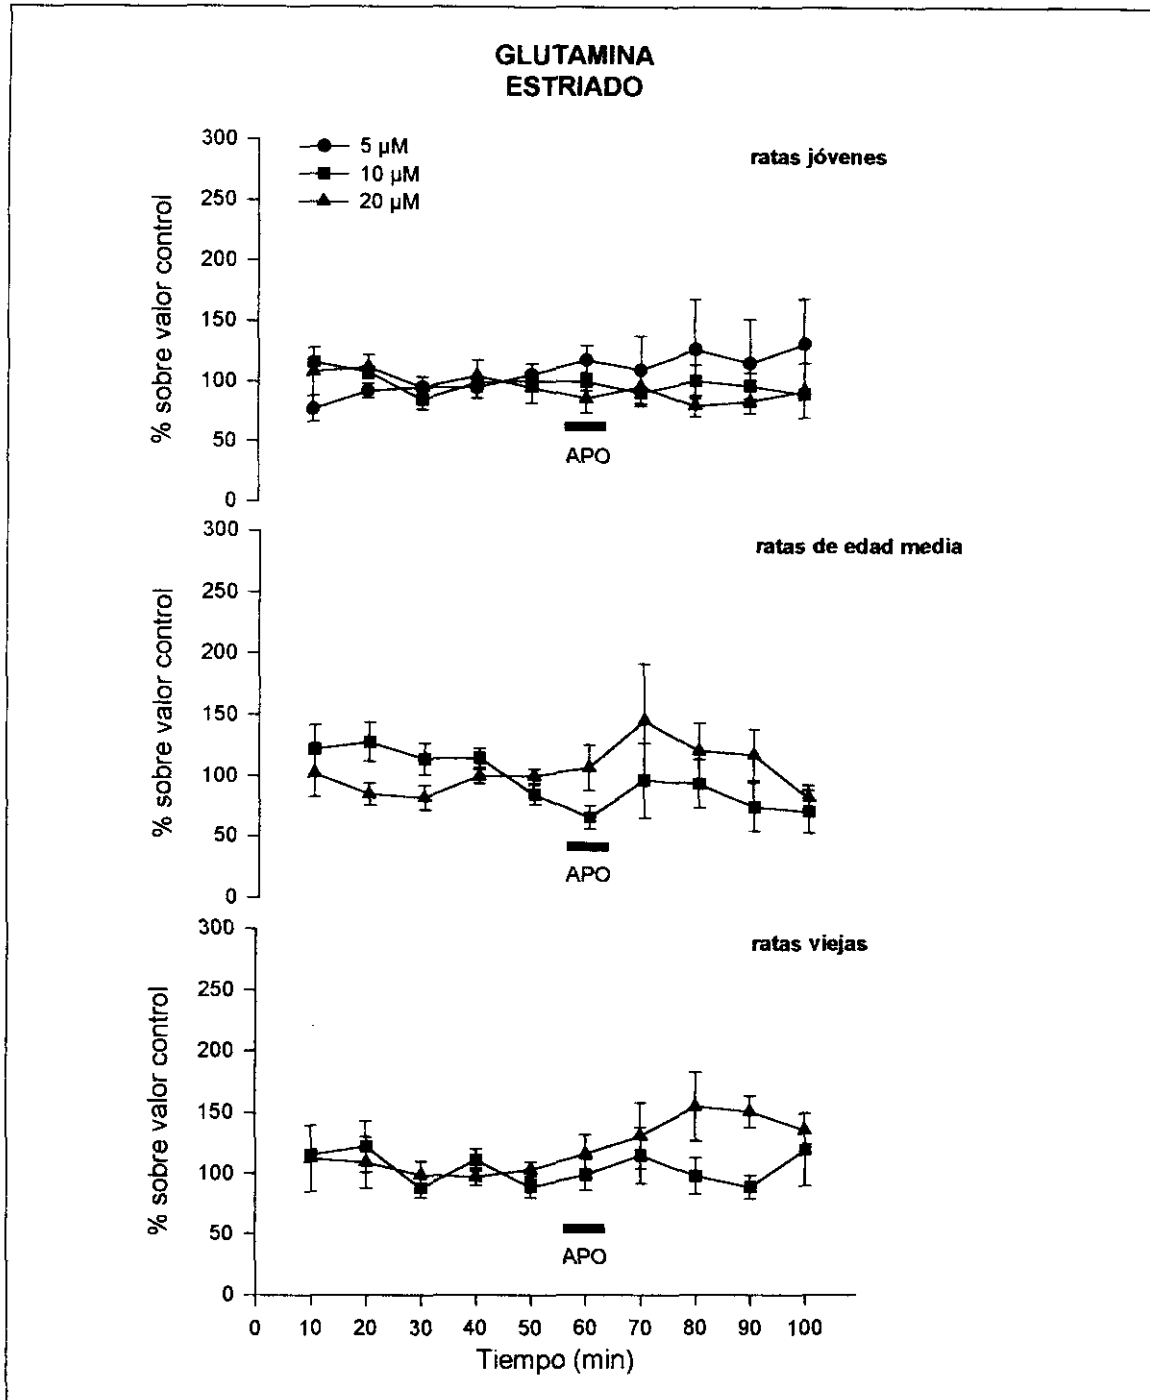 GLUTAMINA
ESTRIADO
300
250
200
150
100
50
0
% sobre valor control
5 µM
10 µM
20 µM
ratas jóvenes
APO
300
250
200
150
100
50
0
% sobre valor control
ratas de edad media
APO
300
250
200
150
100
50
0
% sobre valor control
ratas viejas
APO
0 10 20 30 40 50 60 70 80 90 100
Tiempo (min)